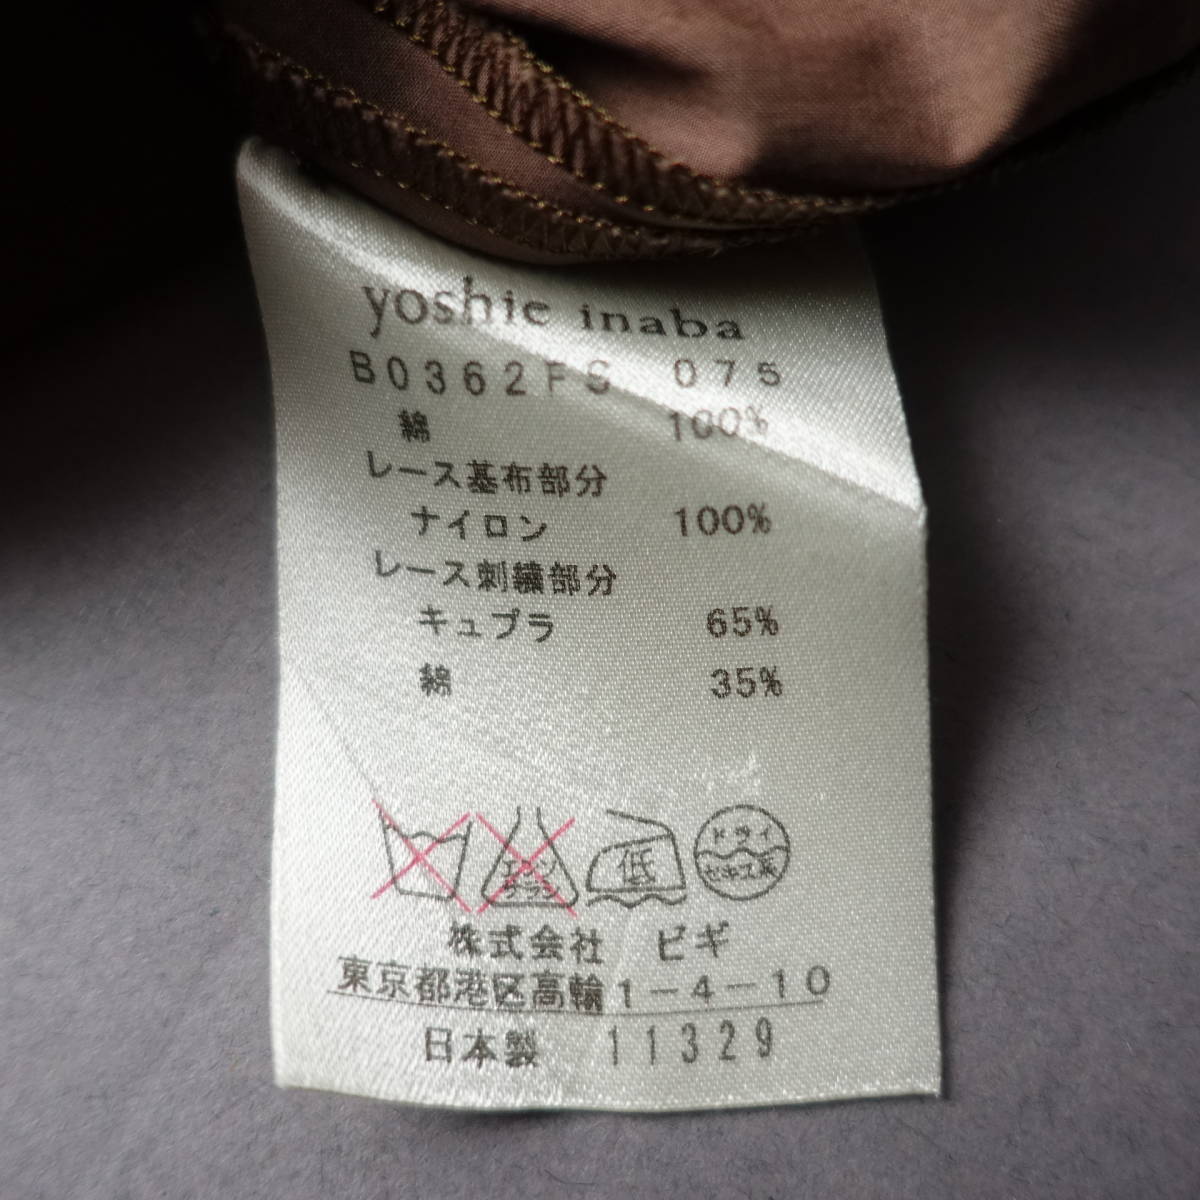 yoshie inaba
B0362FS 075
綿 100%
レース基布部分
ナイロン 100%
レース刺繍部分
キュプラ 65%
綿 35%
エンソ
サラシ
低
ドライ
セキユ系
株式会社 ビギ
東京都港区高輪1-4-10
日本製 11329